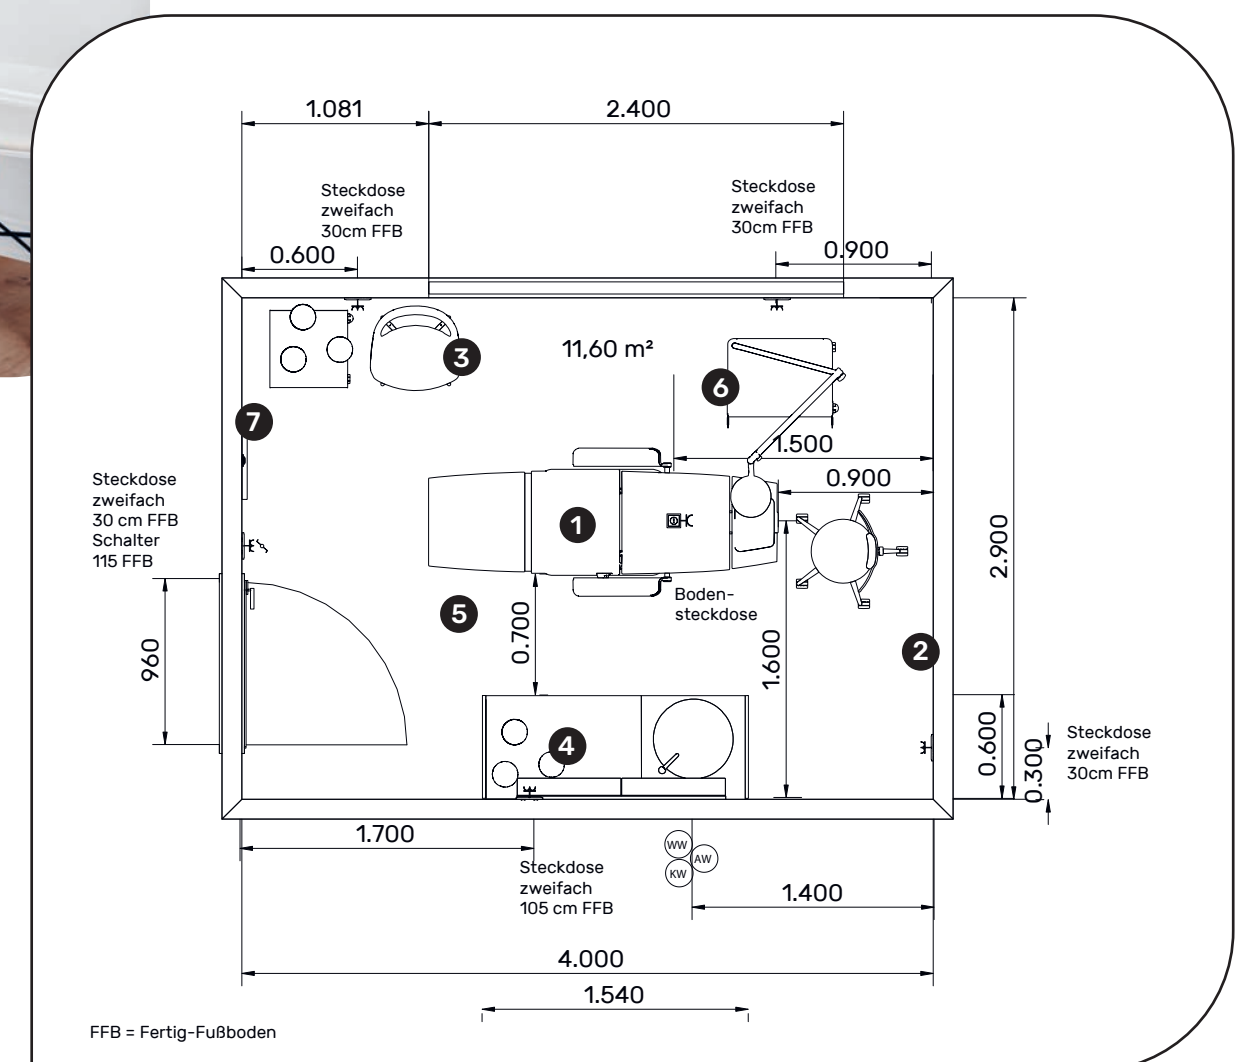 1.081
2.400
Steckdose
zweifach
30cm FFB
Steckdose
zweifach
30cm FFB
0.600
0.900
11,60 m²
3
6
7
1.500
0.900
Steckdose
zweifach
30 cm FFB
Schalter
115 FFB
1
2.900
Boden-
steckdose
5
0.700
1.600
960
2
4
0.600
0.300
Steckdose
zweifach
30cm FFB
1.700
WW
AW
KW
Steckdose
zweifach
105 cm FFB
1.400
4.000
1.540
FFB = Fertig-Fußboden